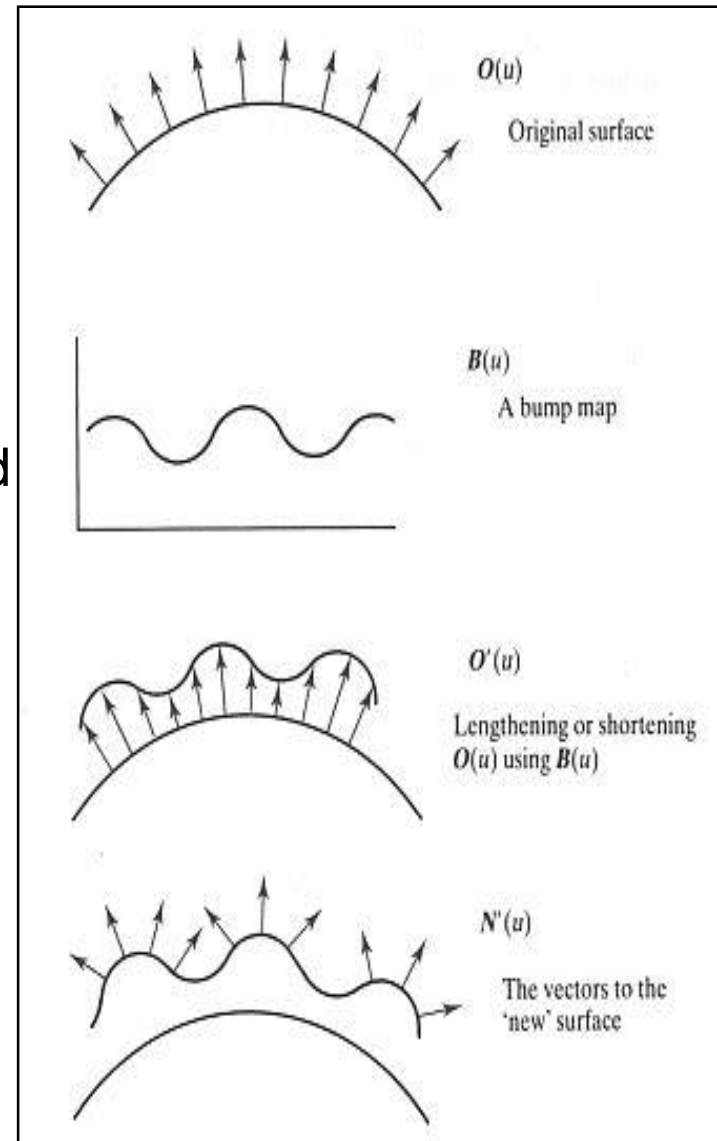 O(u)
Original surface
B(u)
A bump map
d
O'(u)
Lengthening or shortening
O(u) using B(u)
N'(u)
The vectors to the
'new' surface